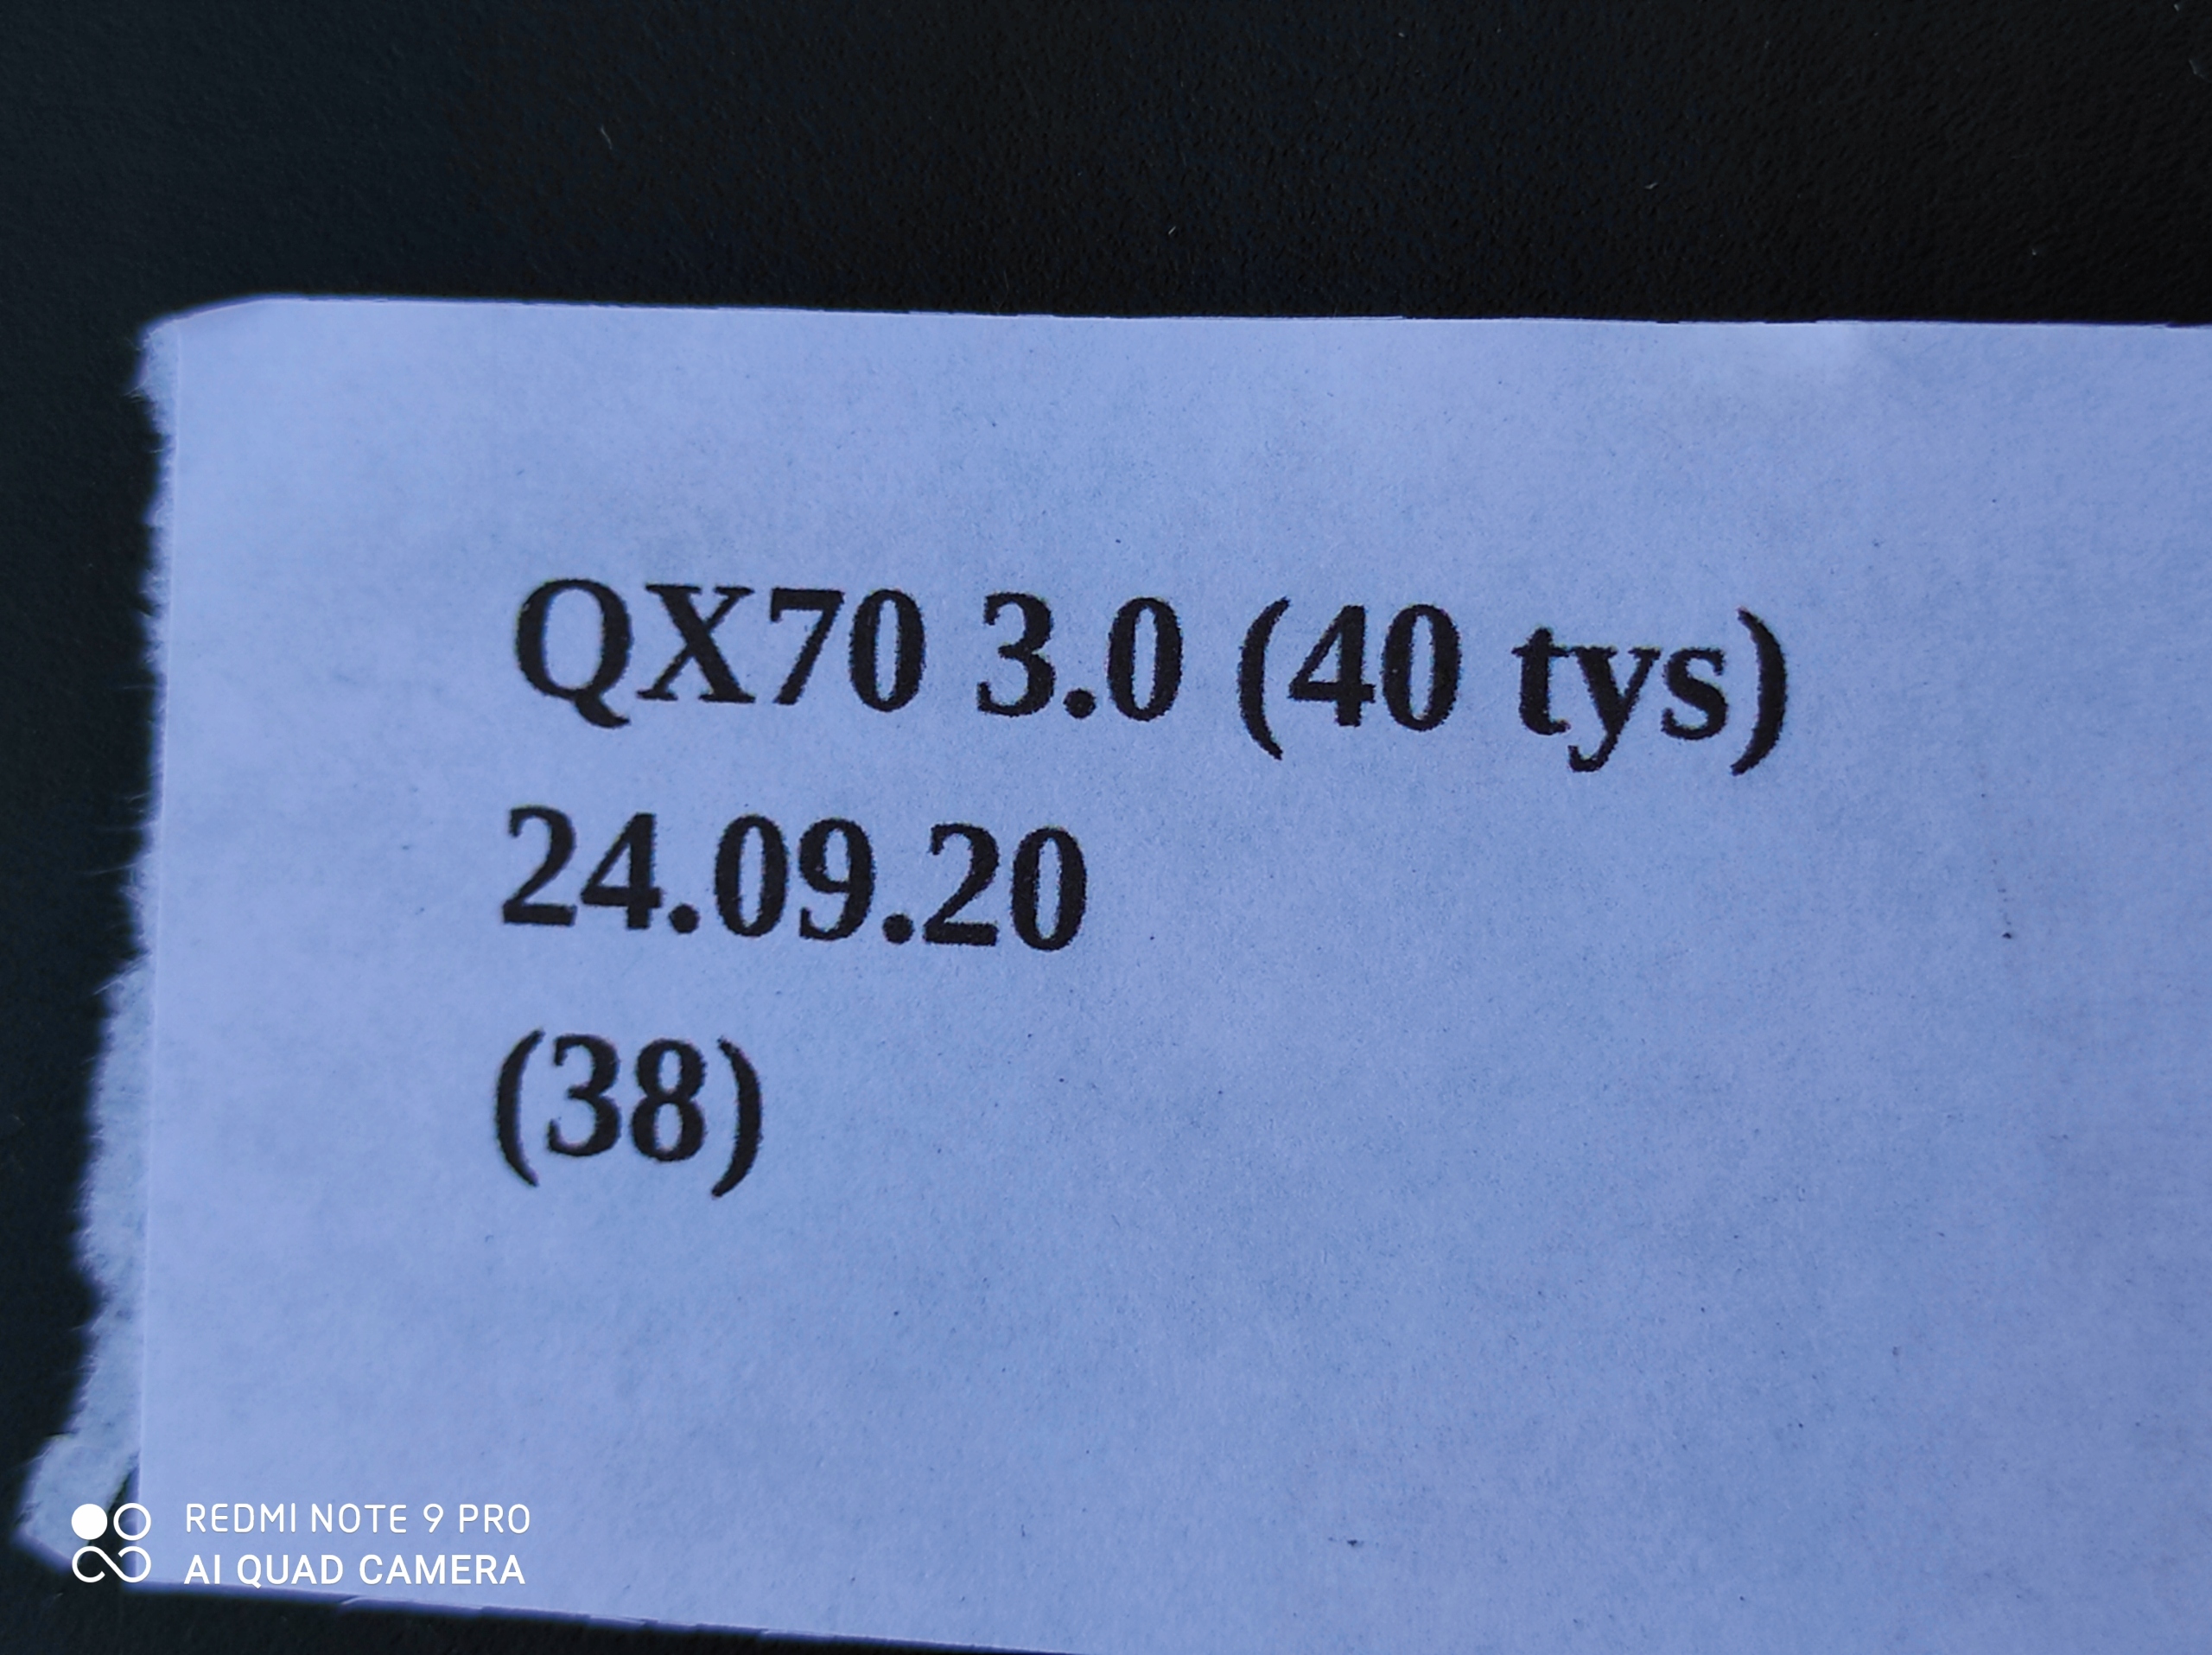 QX70 3.0 (40 tys)
24.09.20
(38)
REDMI NOTE 9 PRO
AI QUAD CAMERA